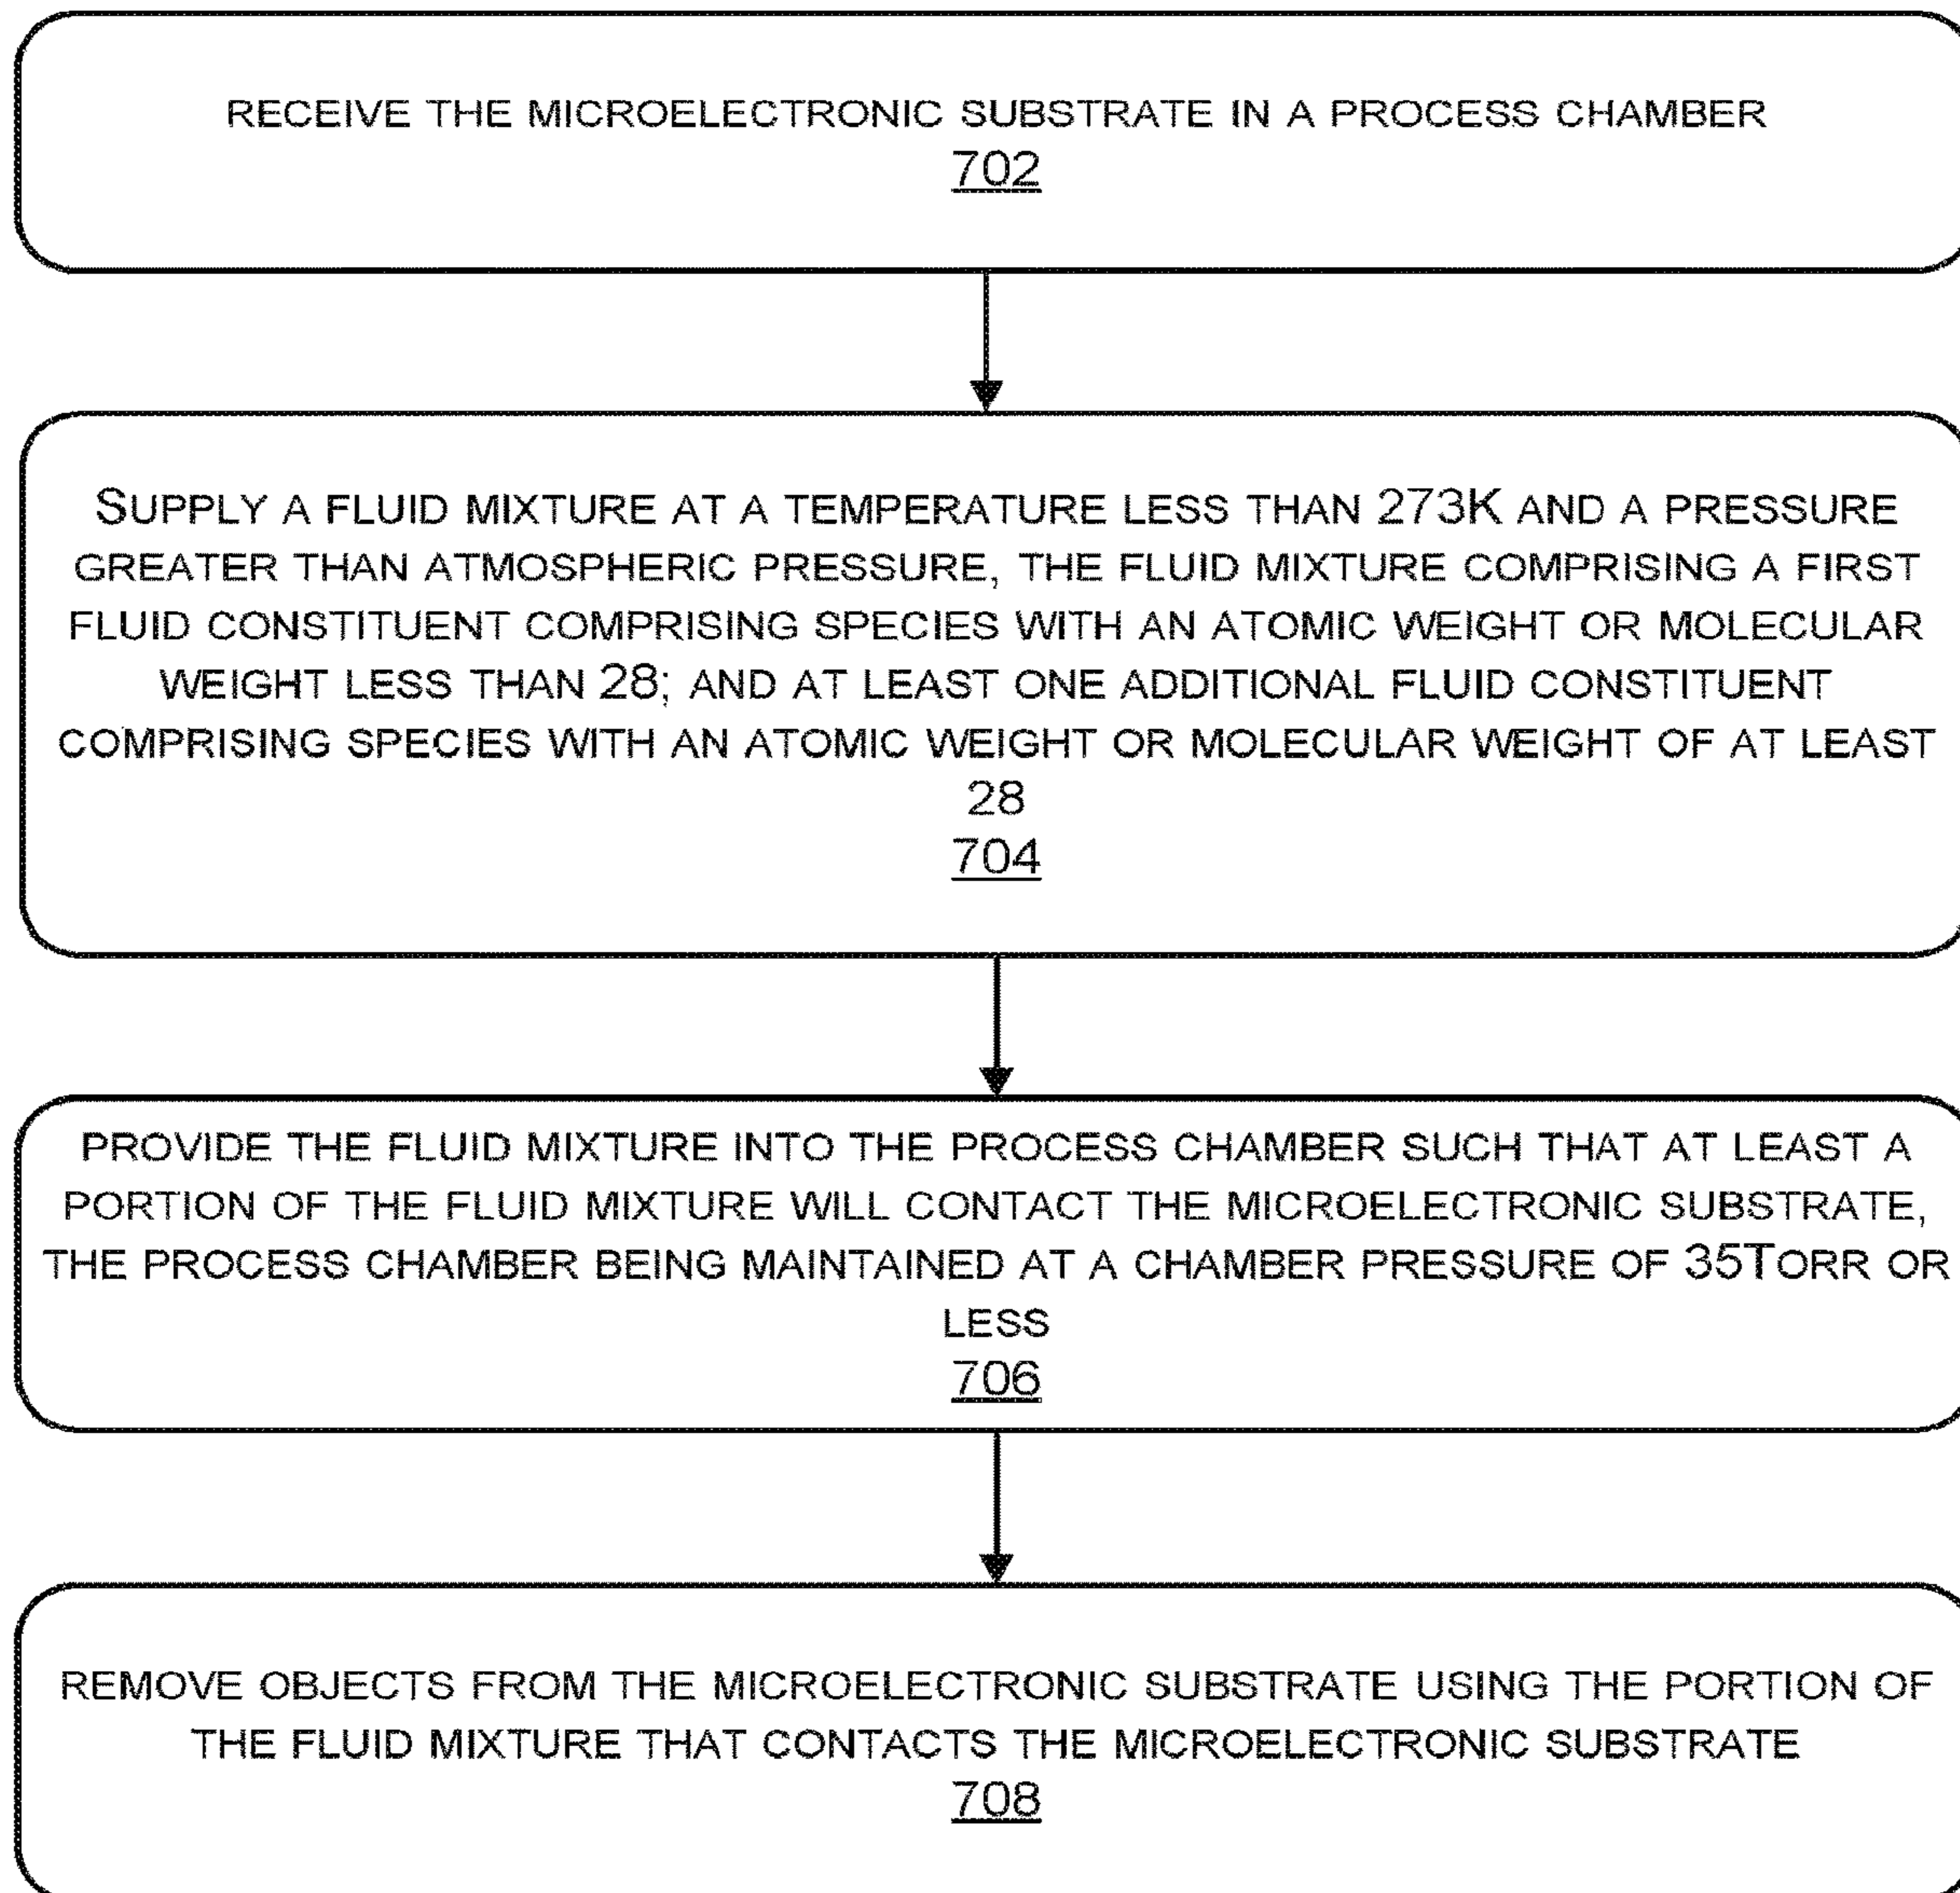 RECEIVE THE MICROELECTRONIC SUBSTRATE IN A PROCESS CHAMBER
702
SUPPLY A FLUID MIXTURE AT A TEMPERATURE LESS THAN 273K AND A PRESSURE
GREATER THAN ATMOSPHERIC PRESSURE, THE FLUID MIXTURE COMPRISING A FIRST
FLUID CONSTITUENT COMPRISING SPECIES WITH AN ATOMIC WEIGHT OR MOLECULAR
WEIGHT LESS THAN 28; AND AT LEAST ONE ADDITIONAL FLUID CONSTITUENT
COMPRISING SPECIES WITH AN ATOMIC WEIGHT OR MOLECULAR WEIGHT OF AT LEAST
28
704
PROVIDE THE FLUID MIXTURE INTO THE PROCESS CHAMBER SUCH THAT AT LEAST A
PORTION OF THE FLUID MIXTURE WILL CONTACT THE MICROELECTRONIC SUBSTRATE,
THE PROCESS CHAMBER BEING MAINTAINED AT A CHAMBER PRESSURE OF 35TORR OR
LESS
706
REMOVE OBJECTS FROM THE MICROELECTRONIC SUBSTRATE USING THE PORTION OF
THE FLUID MIXTURE THAT CONTACTS THE MICROELECTRONIC SUBSTRATE
708